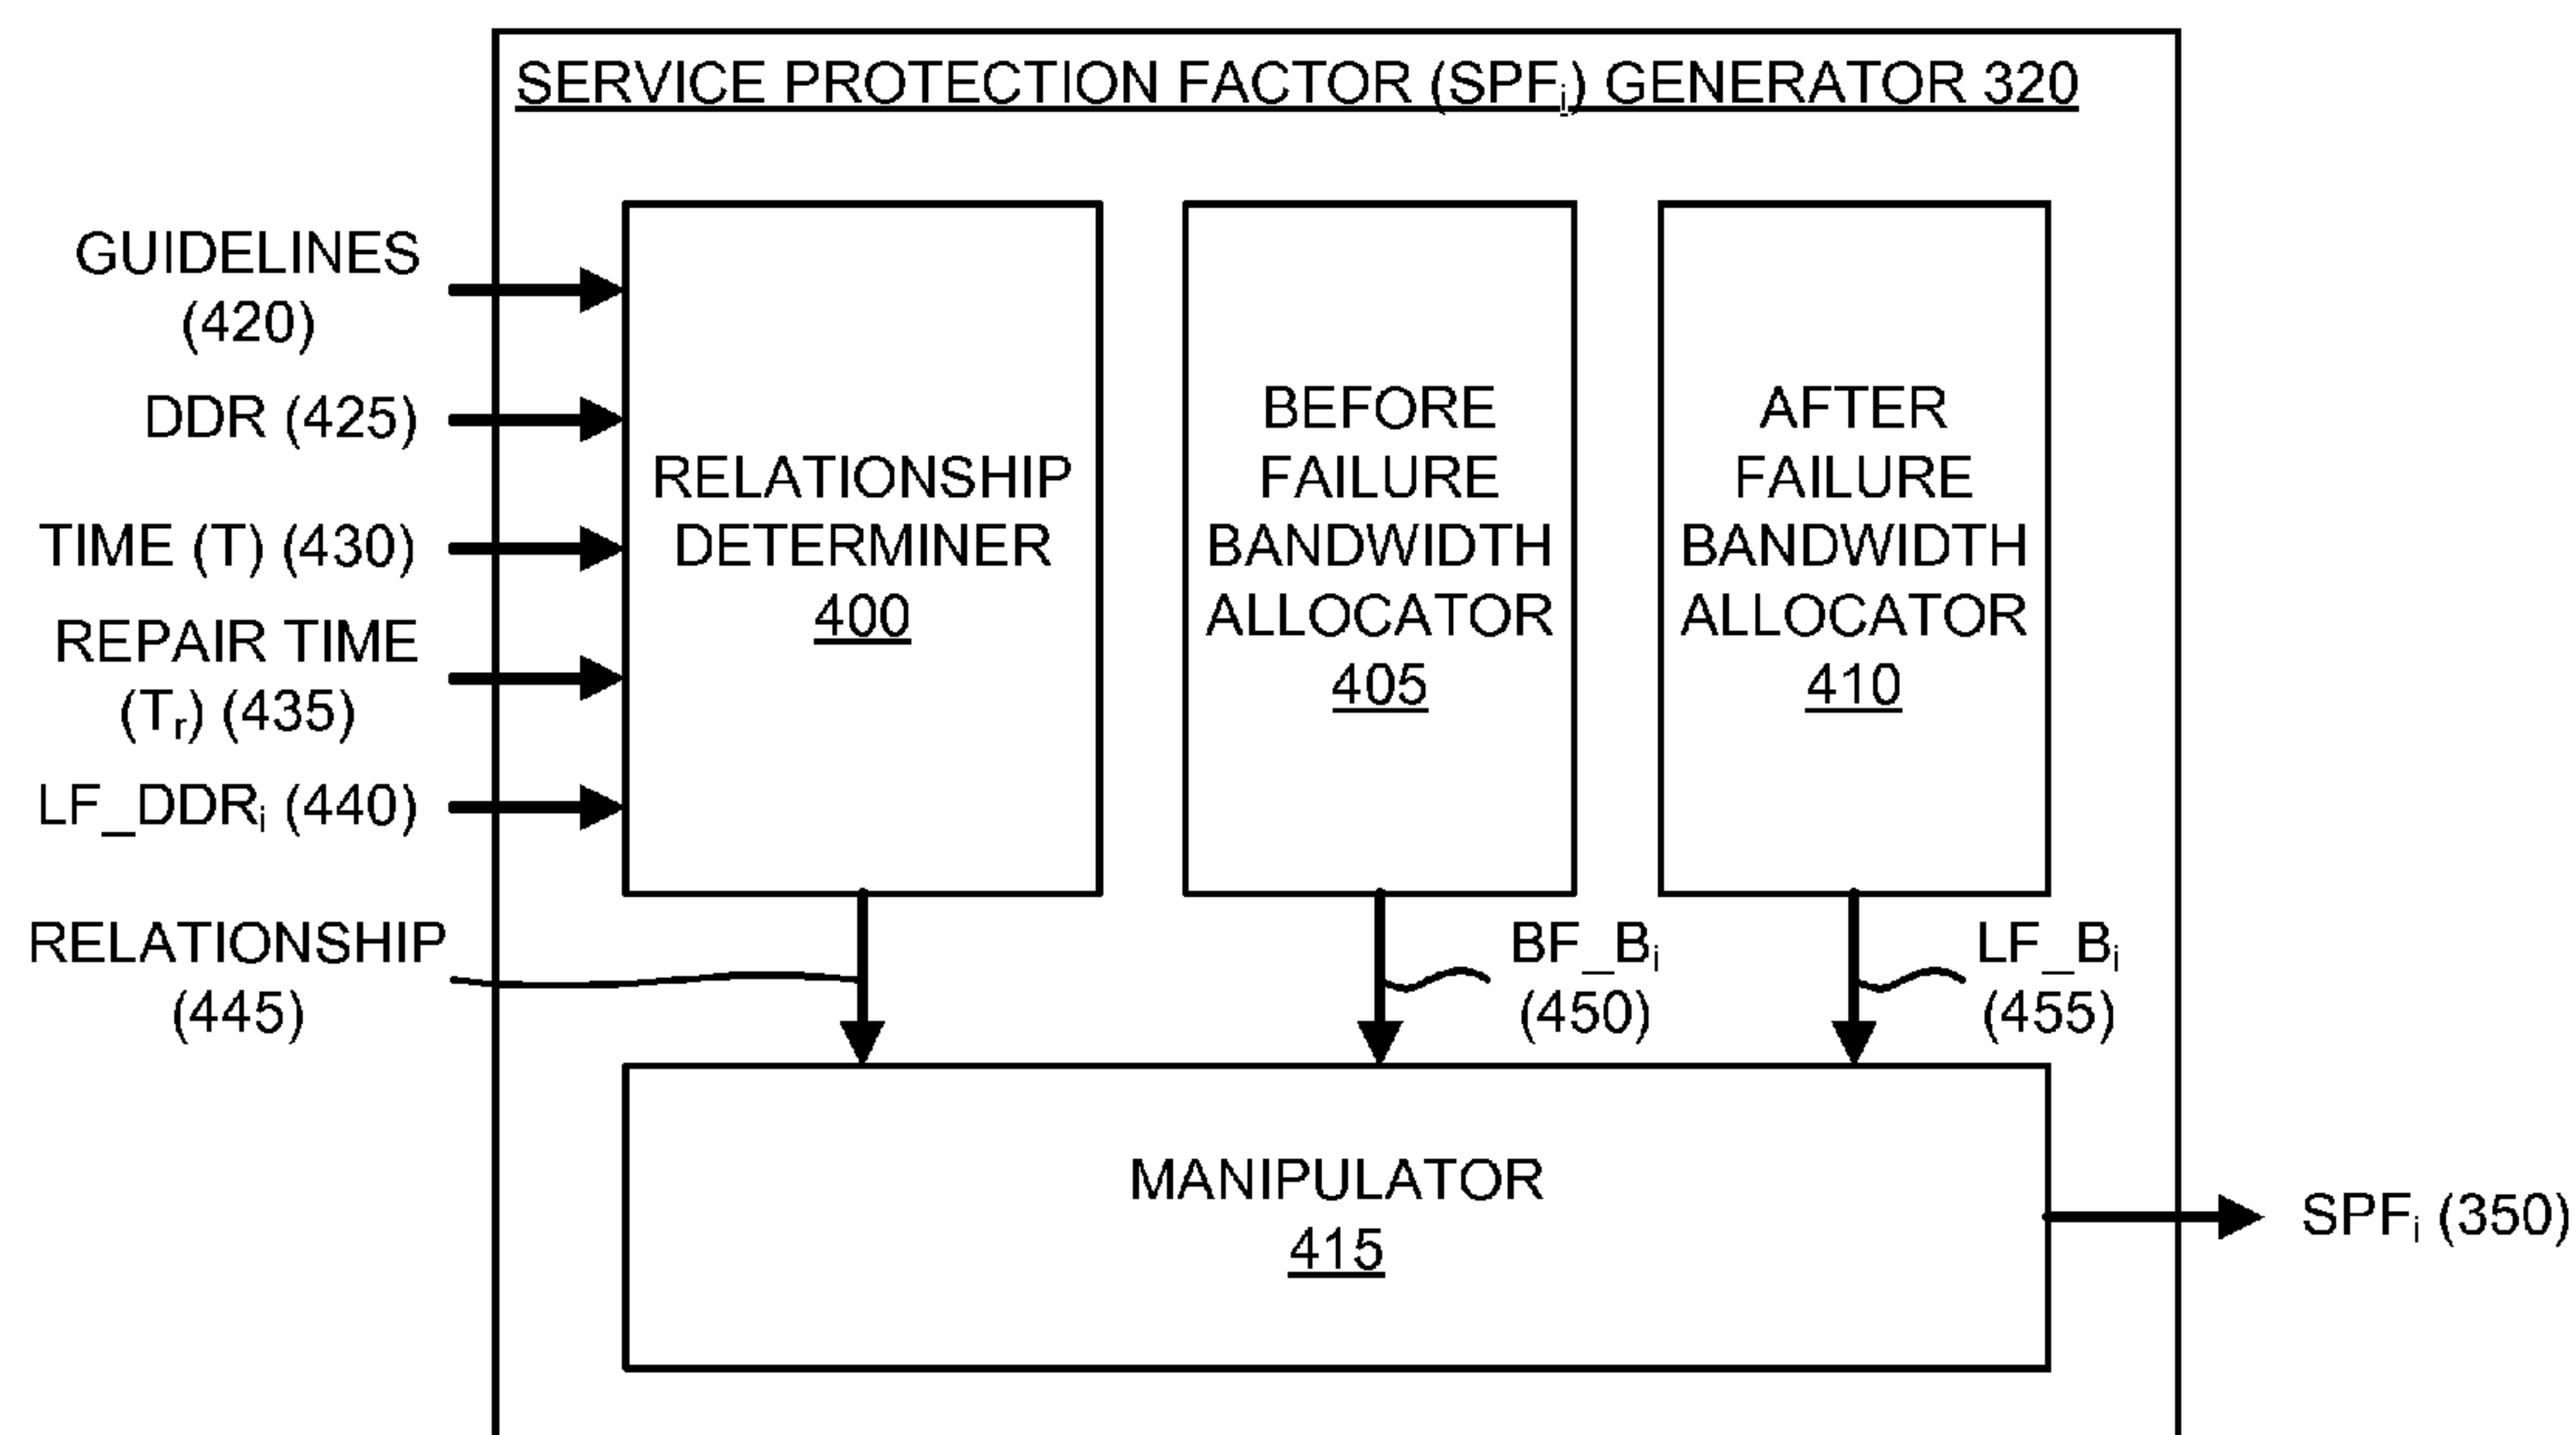 SERVICE PROTECTION FACTOR (SPFi) GENERATOR 320
GUIDELINES
(420)
DDR (425)
TIME (T) (430)
REPAIR TIME
(Tr) (435)
LF_DDRi (440)
RELATIONSHIP
DETERMINER
400
BEFORE
FAILURE
BANDWIDTH
ALLOCATOR
405
AFTER
FAILURE
BANDWIDTH
ALLOCATOR
410
RELATIONSHIP
(445)
BF_Bi
(450)
LF_Bi
(455)
MANIPULATOR
415
SPFi (350)